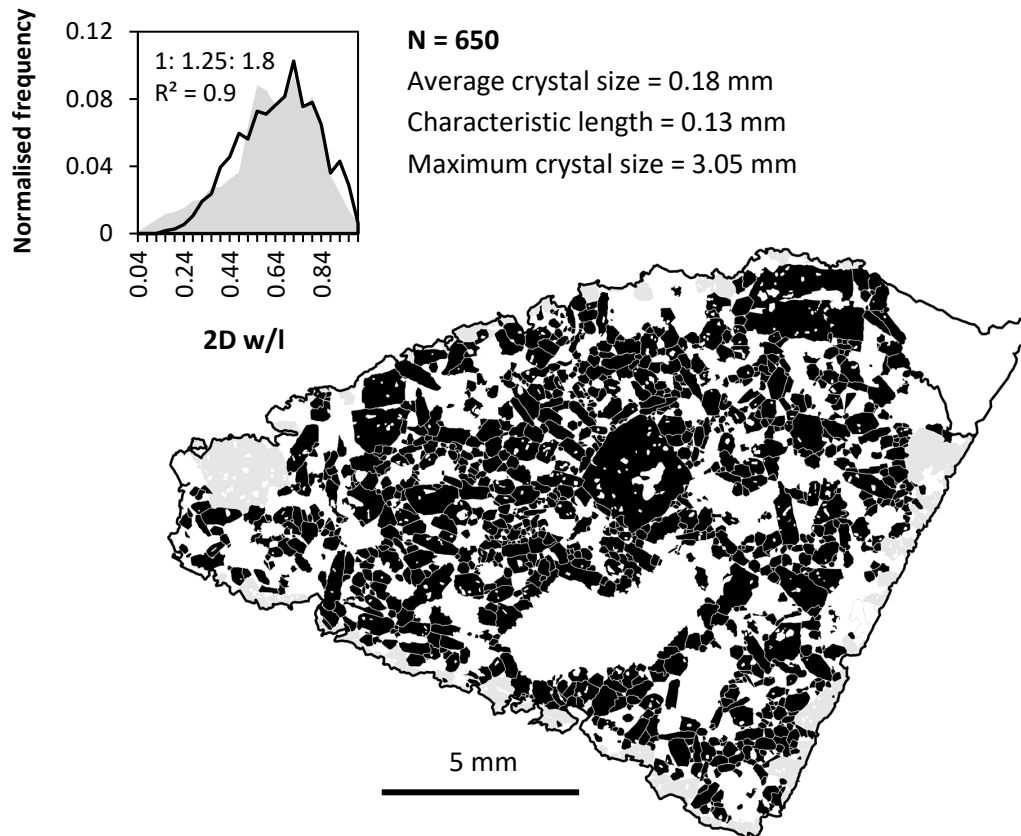 0.12
0.08
0.04
0
Normalised frequency
1: 1.25: 1.8
R² = 0.9
0.04
0.24
0.44
0.64
0.84
2D w/l
N = 650
Average crystal size = 0.18 mm
Characteristic length = 0.13 mm
Maximum crystal size = 3.05 mm
5 mm